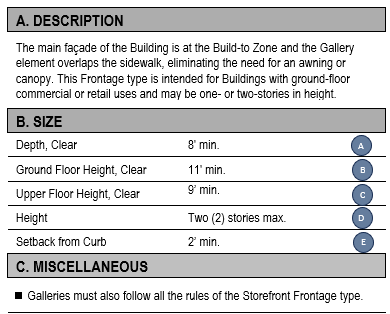 A. DESCRIPTION
The main façade of the Building is at the Build-to Zone and the Gallery
element overlaps the sidewalk, eliminating the need for an awning or
canopy. This Frontage type is intended for Buildings with ground-floor
commercial or retail uses and may be one- or two-stories in height.
B. SIZE
Depth, Clear 8' min. A
Ground Floor Height, Clear 11' min. B
Upper Floor Height, Clear 9' min. C
Height Two (2) stories max. D
Setback from Curb 2' min. E
C. MISCELLANEOUS
■ Galleries must also follow all the rules of the Storefront Frontage type.